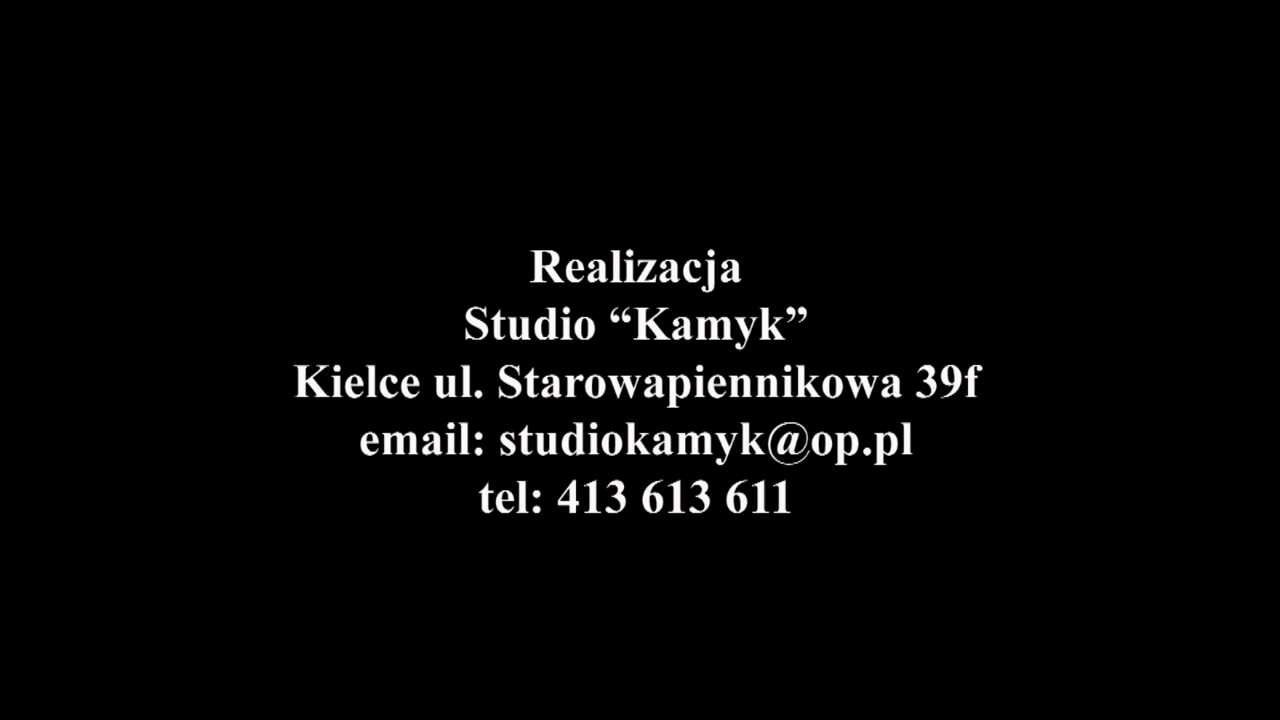 Realizacja
Studio “Kamyk”
Kielce ul. Starowapiennikowa 39f
email: studiokamyk@op.pl
tel: 413 613 611